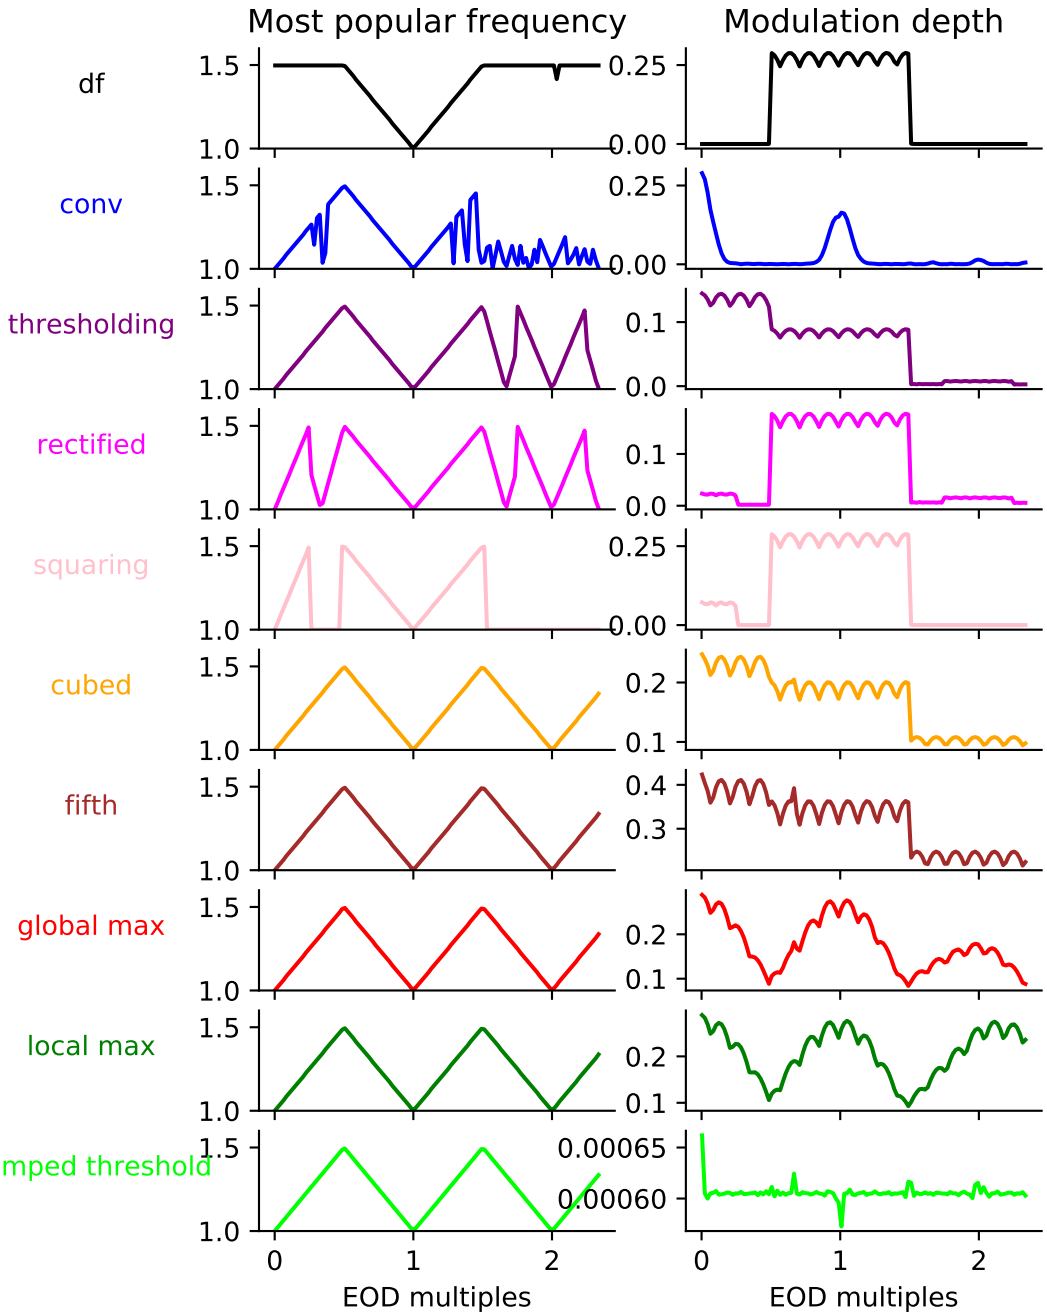 Most popular frequency Modulation depth
df 1.5 1.0 0.25 0.00
conv 1.5 1.0 0.25 0.00
thresholding 1.5 1.0 0.1 0.0
rectified 1.5 1.0 0.1 0.0
squaring 1.5 1.0 0.25 0.00
cubed 1.5 1.0 0.2 0.1
fifth 1.5 1.0 0.4 0.3
global max 1.5 1.0 0.2 0.1
local max 1.5 1.0 0.2 0.1
mped threshold 1.5 1.0 0.00065 0.00060
0 1 2 0 1 2
EOD multiples EOD multiples